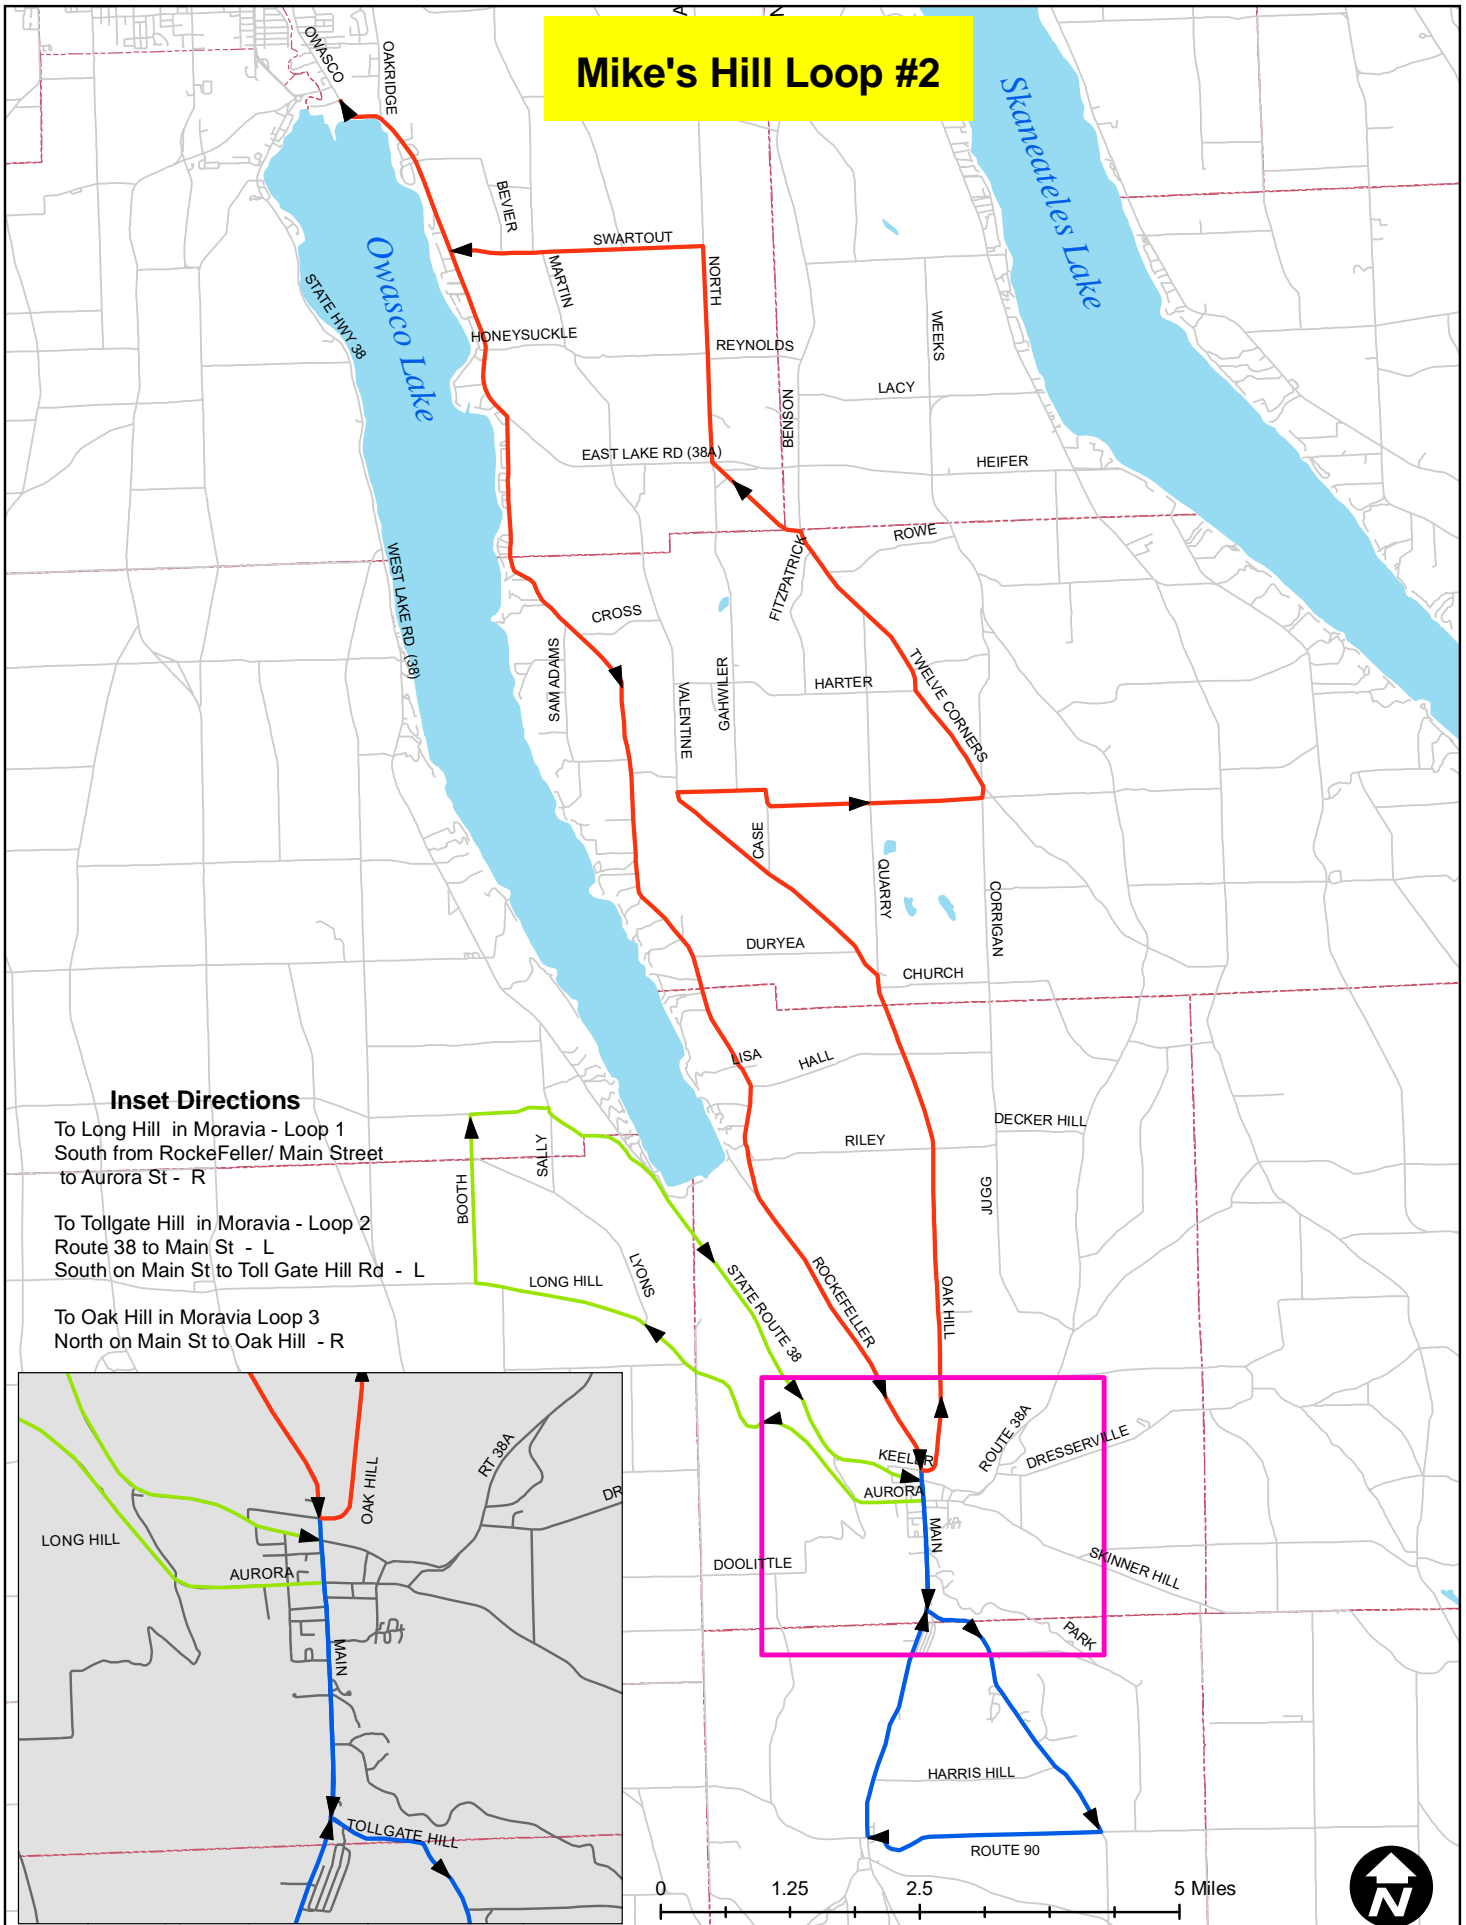 Mike's Hill Loop #2
OWASCO
OAKRIDGE
Skaneateles Lake
BEVIER
SWARTOUT
Owasco Lake
MARTIN
NORTH
STATE HWY 38
HONEYSUCKLE
REYNOLDS
WEEKS
LACY
BENSON
EAST LAKE RD (38A)
HEIFER
ROWE
WEST LAKE RD (38)
FITZPATRICK
CROSS
SAM ADAMS
VALENTINE
GAHWILER
HARTER
TWELVE CORNERS
CASE
QUARRY
CORRIGAN
DURYEA
CHURCH
LISA
HALL
Inset Directions
To Long Hill in Moravia - Loop 1
South from RockeFeller/ Main Street
to Aurora St - R
To Tollgate Hill in Moravia - Loop 2
Route 38 to Main St - L
South on Main St to Toll Gate Hill Rd - L
To Oak Hill in Moravia Loop 3
North on Main St to Oak Hill - R
DECKER HILL
RILEY
SALLY
BOOTH
JUGG
LYONS
LONG HILL
STATE ROUTE 38
ROCKEFELLER
OAK HILL
ROUTE 38A
DRESSERVILLE
KEELER
AURORA
MAIN
DOOLITTLE
SKINNER HILL
PARK
HARRIS HILL
ROUTE 90
RT 38A
DR
OAK HILL
LONG HILL
AURORA
MAIN
TOLLGATE HILL
0 1.25 2.5 5 Miles
N